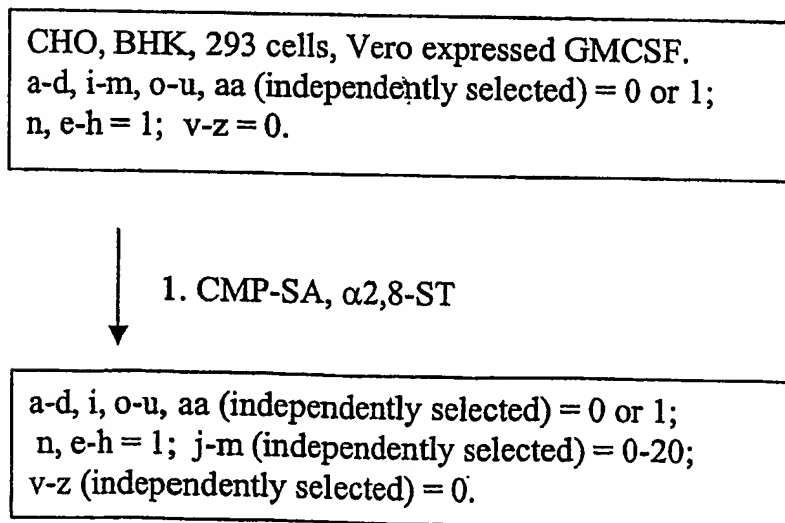 CHO, BHK, 293 cells, Vero expressed GMCSF.
a-d, i-m, o-u, aa (independently selected) = 0 or 1;
n, e-h = 1; v-z = 0.
1. CMP-SA, α2,8-ST
a-d, i, o-u, aa (independently selected) = 0 or 1;
n, e-h = 1; j-m (independently selected) = 0-20;
v-z (independently selected) = 0.